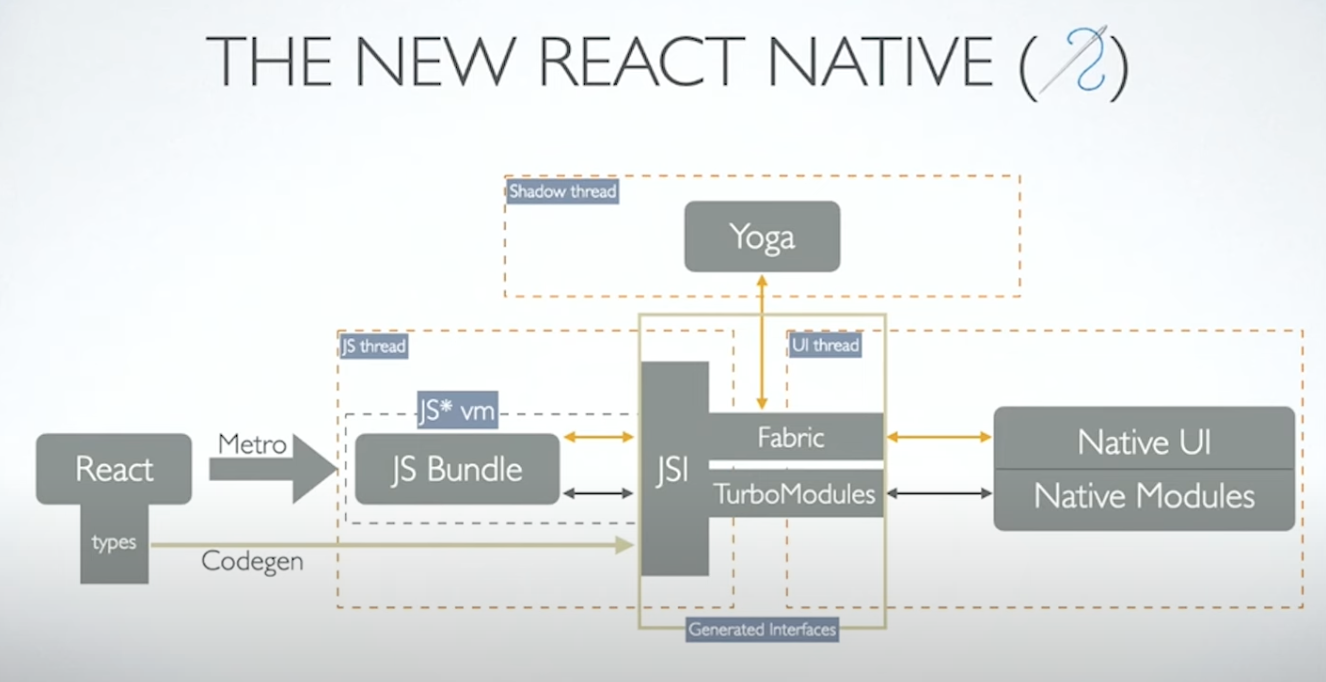 THE NEW REACT NATIVE ( )
Shadow thread
Yoga
JS thread
UI thread
JS* vm
React
Metro
JS Bundle
JSI
Fabric
TurboModules
Native UI
Native Modules
types
Codegen
Generated Interfaces